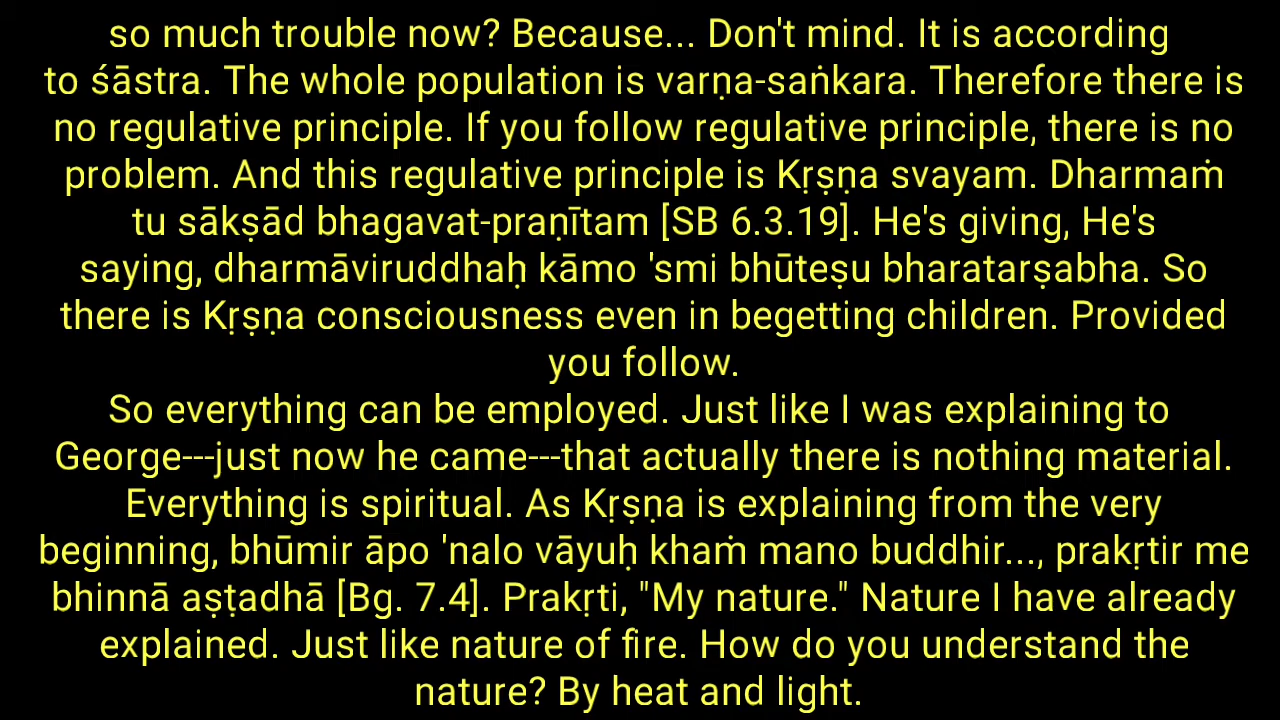 so much trouble now? Because... Don't mind. It is according
to śāstra. The whole population is varṇa-saṅkara. Therefore there is
no regulative principle. If you follow regulative principle, there is no
problem. And this regulative principle is Kṛṣṇa svayam. Dharmaṁ
tu sākṣād bhagavat-praṇītam [SB 6.3.19]. He's giving, He's
saying, dharmāviruddhaḥ kāmo 'smi bhūteṣu bharatarṣabha. So
there is Kṛṣṇa consciousness even in begetting children. Provided
you follow.
So everything can be employed. Just like I was explaining to
George---just now he came---that actually there is nothing material.
Everything is spiritual. As Kṛṣṇa is explaining from the very
beginning, bhūmir āpo 'nalo vāyuḥ khaṁ mano buddhir..., prakṛtir me
bhinnā aṣṭadhā [Bg. 7.4]. Prakṛti, "My nature." Nature I have already
explained. Just like nature of fire. How do you understand the
nature? By heat and light.